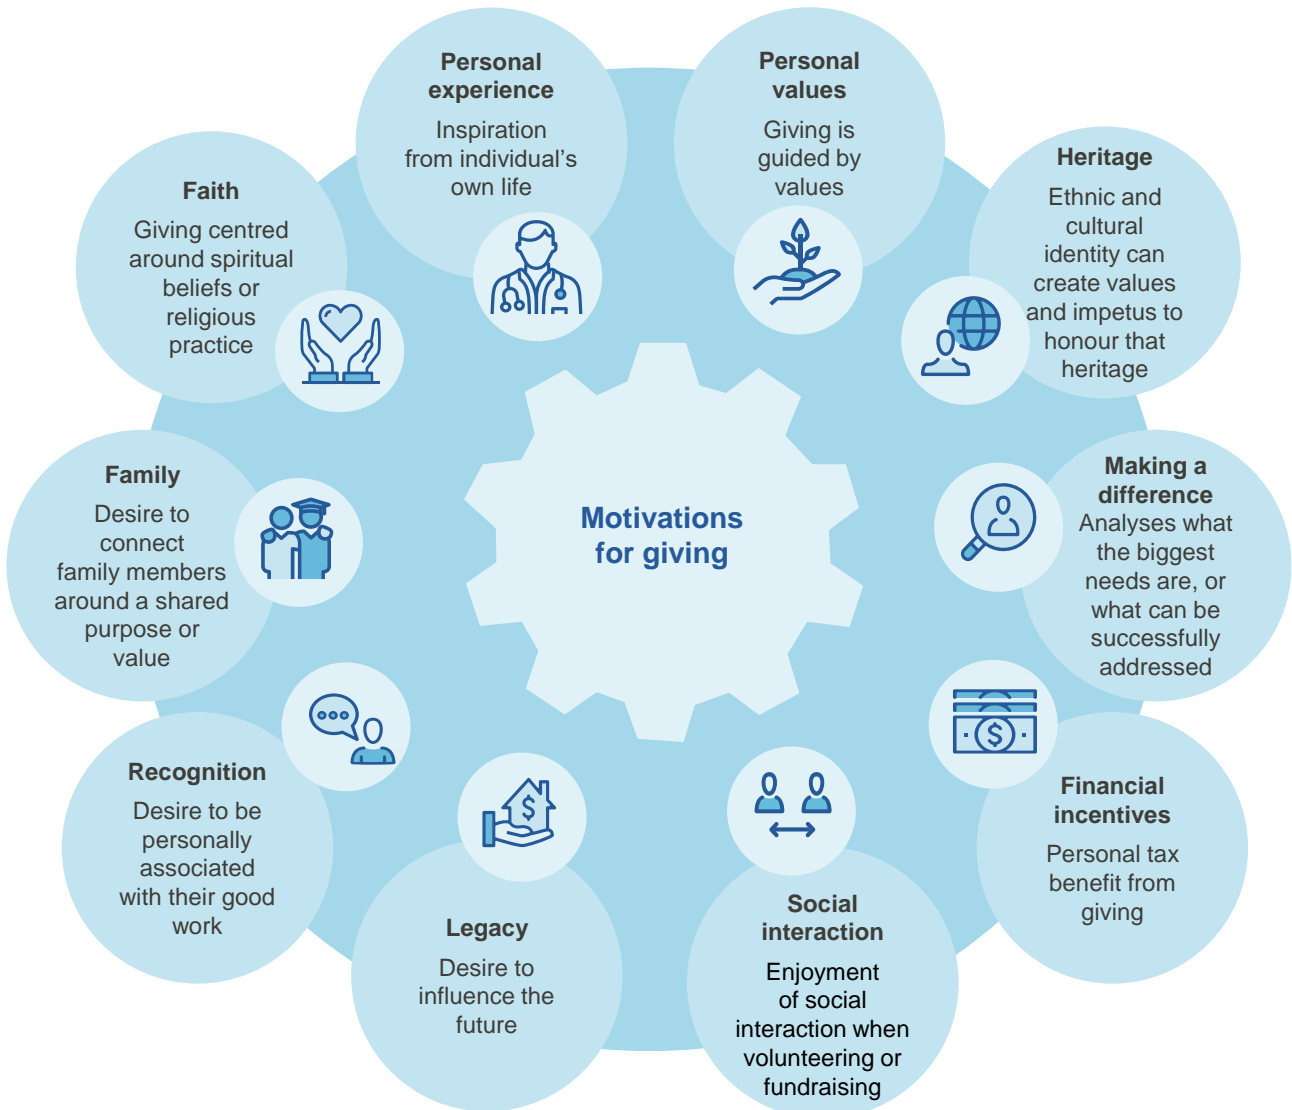 Personal
experience
Inspiration
from individual's
own life
Personal
values
Giving is
guided by
values
Heritage
Ethnic and
cultural
identity can
create values
and impetus to
honour that
heritage
Faith
Giving centred
around spiritual
beliefs or
religious
practice
Making a
difference
Analyses what
the biggest
needs are, or
what can be
successfully
addressed
Family
Desire to
connect
family members
around a shared
purpose or
value
Motivations
for giving
Financial
incentives
Personal tax
benefit from
giving
$
Recognition
Desire to be
personally
associated
with their good
work
$
Legacy
Desire to
influence the
future
Social
interaction
Enjoyment
of social
interaction when
volunteering or
fundraising